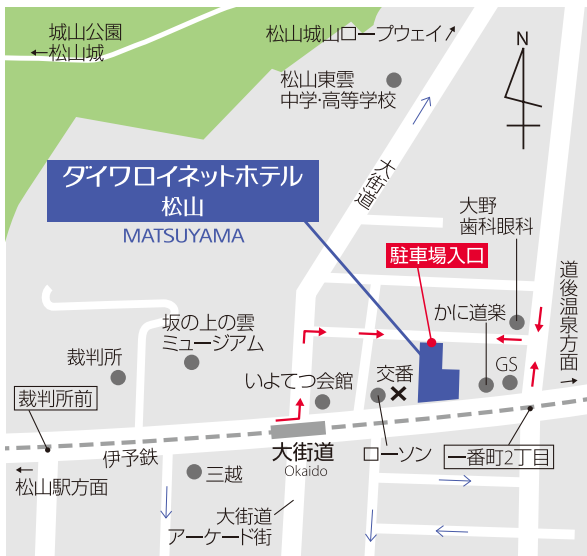 城山公園
←松山城
松山城山ロープウェイ
N
松山東雲
中学・高等学校
大街道
ダイワロイネットホテル
松山
MATSUYAMA
大野
歯科眼科
駐車場入口
道後温泉方面
かに道楽
坂の上の雲
ミュージアム
裁判所
いよてつ会館
交番
GS
裁判所前
伊予鉄
大街道
Okaido
ローソン
一番町2丁目
松山駅方面
三越
大街道
アーケード街